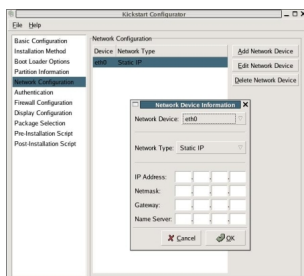 Kickstart Configurator
File Help
Basic Configuration
Installation Method
Boot Loader Options
Partition Information
Network Configuration
Authentication
Firewall Configuration
Display Configuration
Package Selection
Pre-Installation Script
Post-Installation Script
Network Configuration
Device Network Type
eth0 Static IP
Add Network Device
Edit Network Device
Delete Network Device
Network Device Information
Network Device: eth0
Network Type: Static IP
IP Address: . . .
Netmask: . . .
Gateway: . . .
Name Server: . . .
Cancel OK